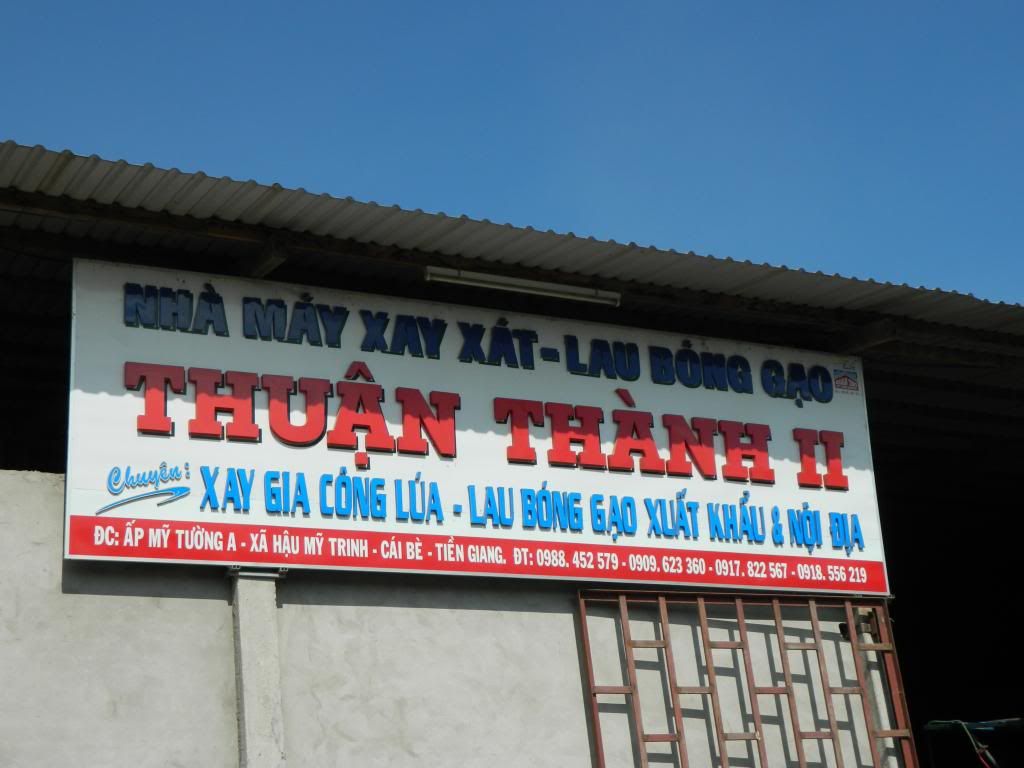 NHÀ MÁY XAY XÁT - LAU BÓNG GẠO
THUẬN THÀNH II
Chuyên: XAY GIA CÔNG LÚA - LAU BÓNG GẠO XUẤT KHẨU & NỘI ĐỊA
ĐC: ẤP MỸ TƯỜNG A - XÃ HẬU MỸ TRINH - CÁI BÈ - TIỀN GIANG. ĐT: 0988. 452 579 - 0909. 623 360 - 0917. 822 567 - 0918. 556 219